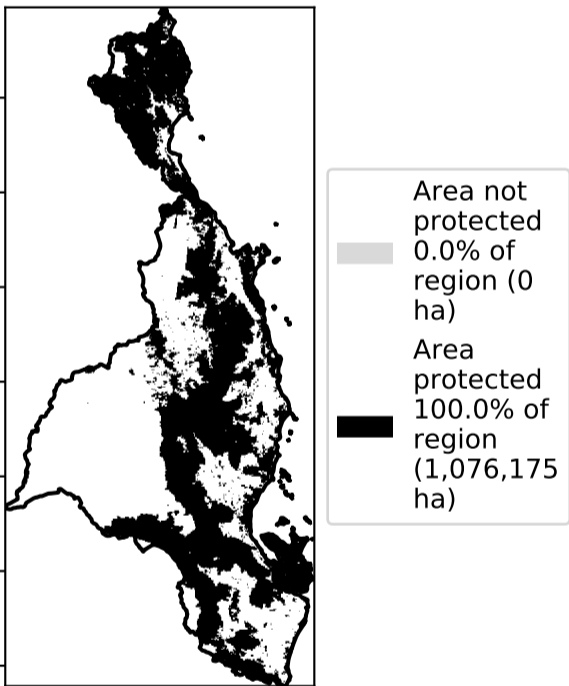 Area not
protected
0.0% of
region (0
ha)
Area
protected
100.0% of
region
(1,076,175
ha)